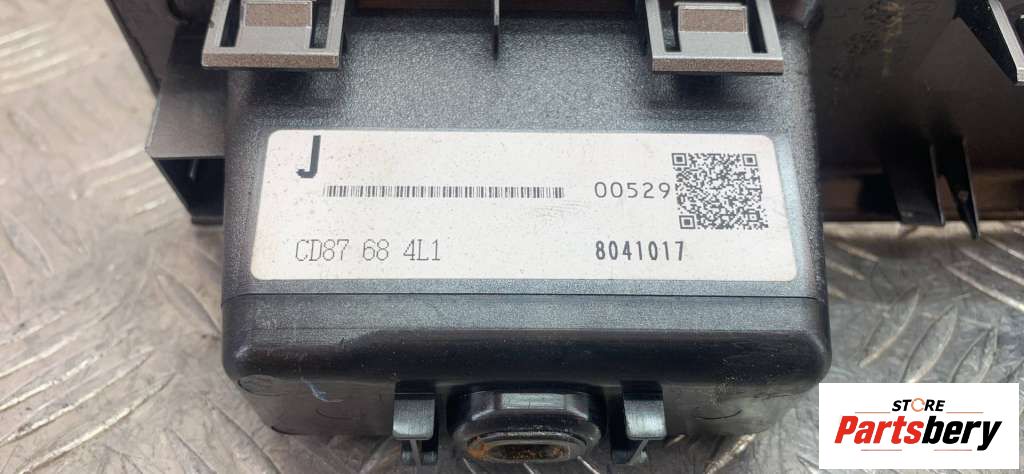 J
00529
CD87 68 4L1
8041017
STORE
Partsbery